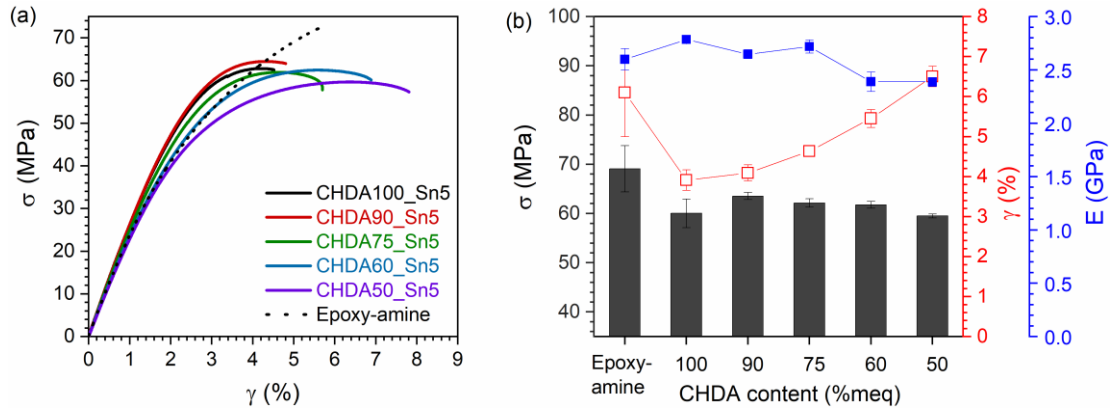 (a)
70
60
50
40
30
20
10
0
σ (MPa)
CHDA100_Sn5
CHDA90_Sn5
CHDA75_Sn5
CHDA60_Sn5
CHDA50_Sn5
Epoxy-amine
0 1 2 3 4 5 6 7 8 9
γ (%)
(b)
100
90
80
70
60
50
40
σ (MPa)
8
7
6
5
4
3
2
1
0
γ (%)
3.0
2.5
2.0
1.5
1.0
0.5
0.0
E (GPa)
Epoxy- 100 90 75 60 50
amine
CHDA content (%meq)